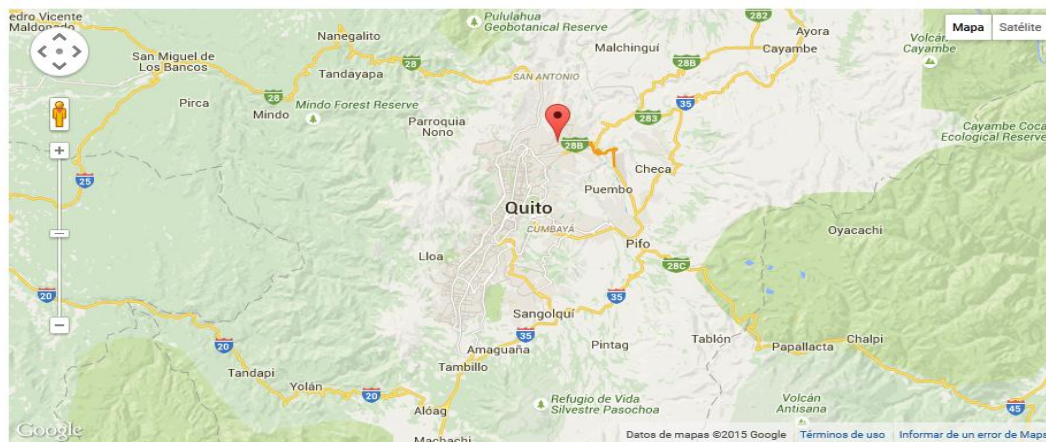 edro Vicente
Maldonado
Pululahua
Geobotanical Reserve
282
Ayora
Mapa
Satélite
Nanegalito
Malchinguí
Cayambe
Volcán
Cayambe
San Miguel de
Los Bancos
Tandayapa
28
28B
SAN ANTONIO
28
Pirca
Mindo
Mindo Forest Reserve
35
283
Parroquia
Nono
Cayambe Coca
Ecological Reserve
28B
Checa
25
Puembo
Quito
CUMBAYÁ
Oyacachi
Lloa
Pifo
28C
20
35
Sangolquí
35
Pintag
Tablón
Papallacta
Chalpi
20
Amaguaña
Tambillo
Tandapi
Yolán
20
Alóag
Refugio de Vida
Silvestre Pasochoa
Volcán
Antisana
45
Google
Machachi
Datos de mapas ©2015 Google
Términos de uso
Informar de un error de Maps